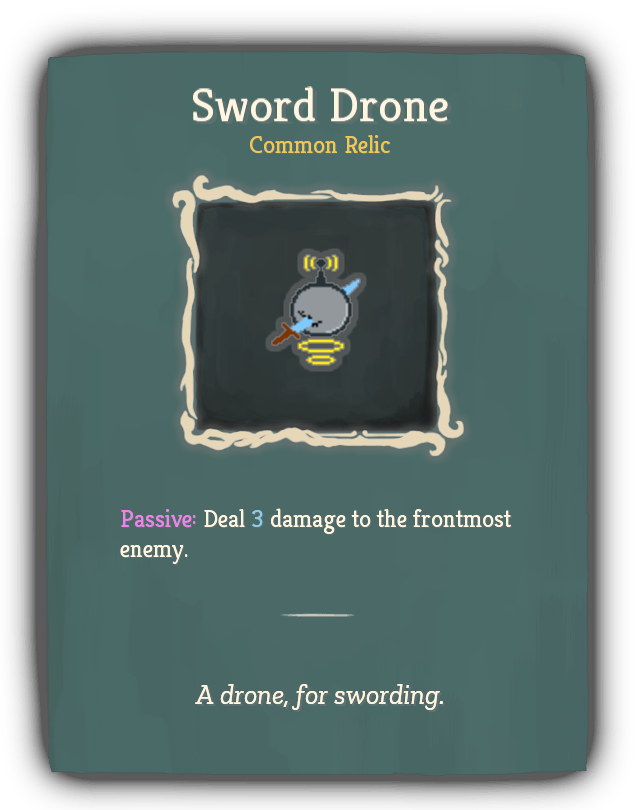 Sword Drone
Common Relic
Passive: Deal 3 damage to the frontmost
enemy.
A drone, for swording.